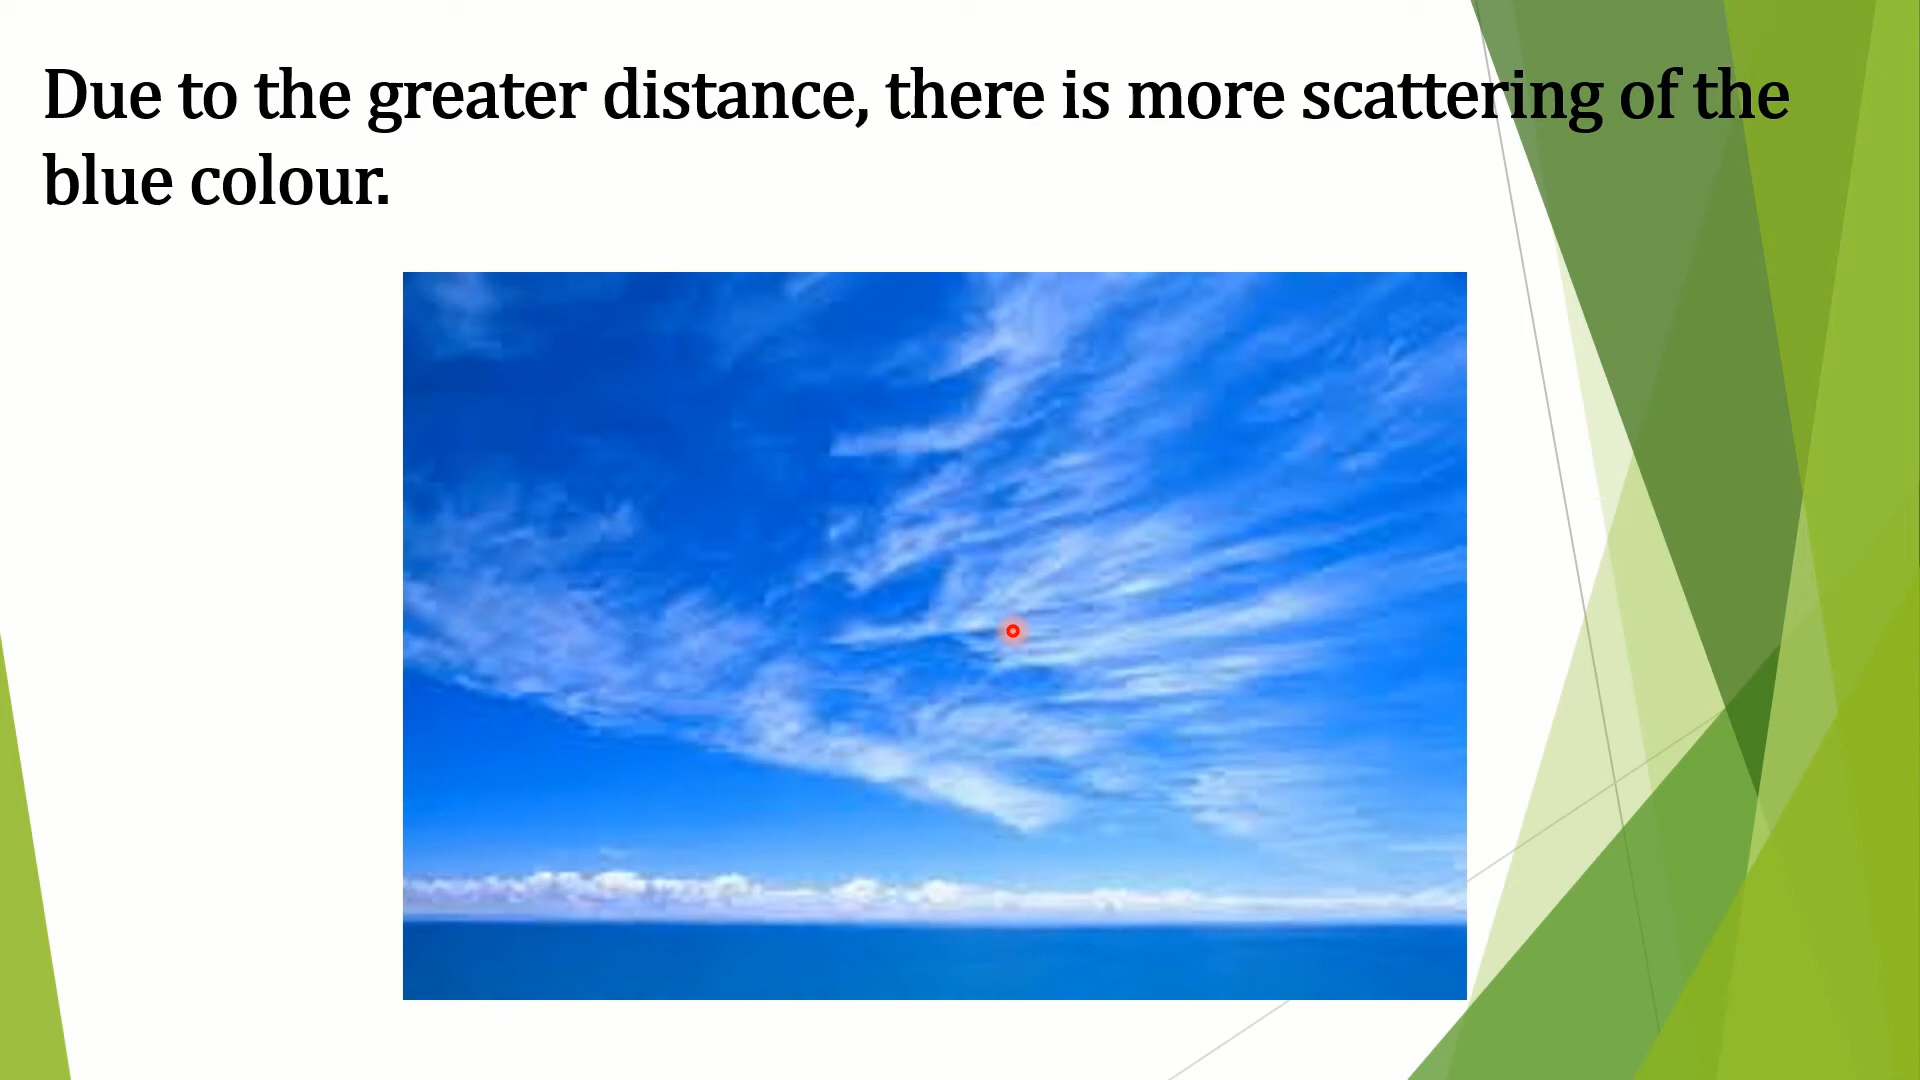 Due to the greater distance, there is more scattering of the
blue colour.